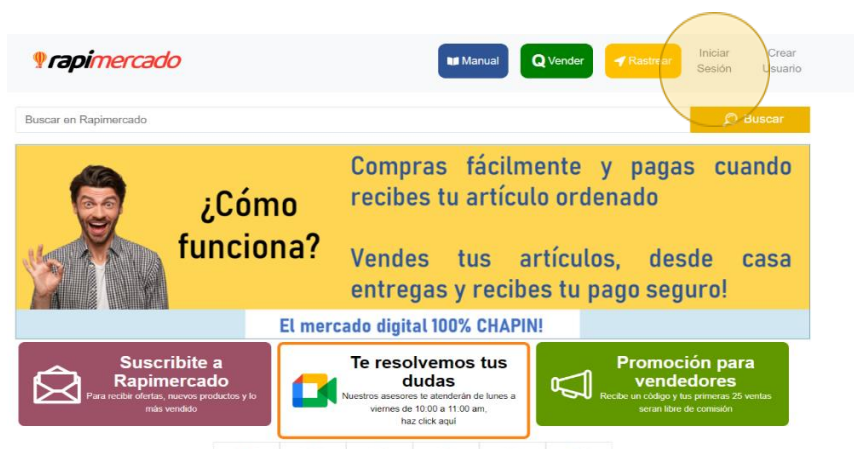 rapimercado
Manual
Vender
Rastrear
Iniciar
Sesión
Crear
Usuario
Buscar en Rapimercado
Buscar
¿Cómo
funciona?
Compras fácilmente y pagas cuando
recibes tu artículo ordenado
Vendes tus artículos, desde casa
entregas y recibes tu pago seguro!
El mercado digital 100% CHAPIN!
Suscribite a
Rapimercado
Para recibir ofertas, nuevos productos y lo
más vendido
Te resolvemos tus
dudas
Nuestros asesores te atenderán de lunes a
viernes de 10:00 a 11:00 am,
haz click aquí
Promoción para
vendedores
Recibe un código y tus primeras 25 ventas
seran libre de comisión